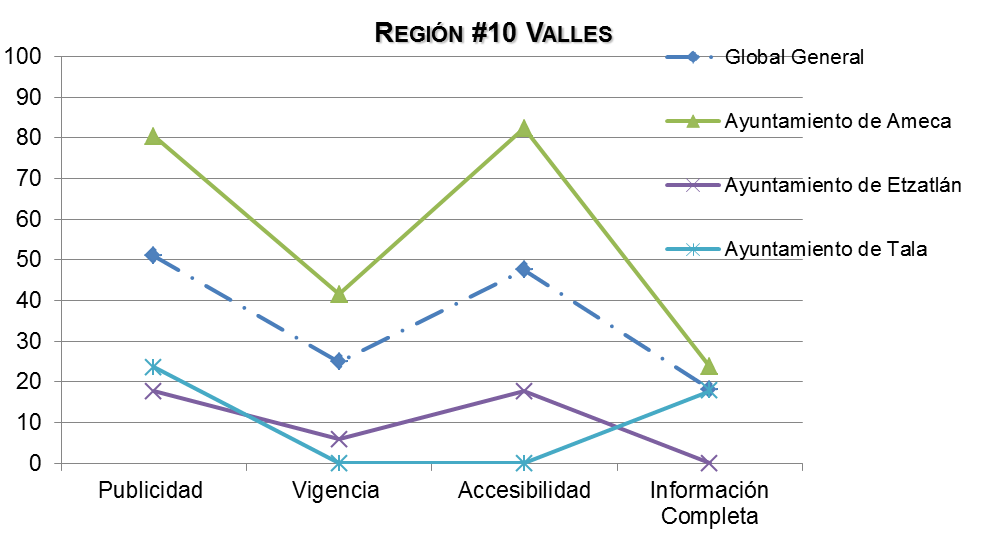 REGIÓN #10 VALLES
100
90
80
70
60
50
40
30
20
10
0
Global General
Ayuntamiento de Ameca
Ayuntamiento de Etzatlán
Ayuntamiento de Tala
Publicidad
Vigencia
Accesibilidad
Información
Completa